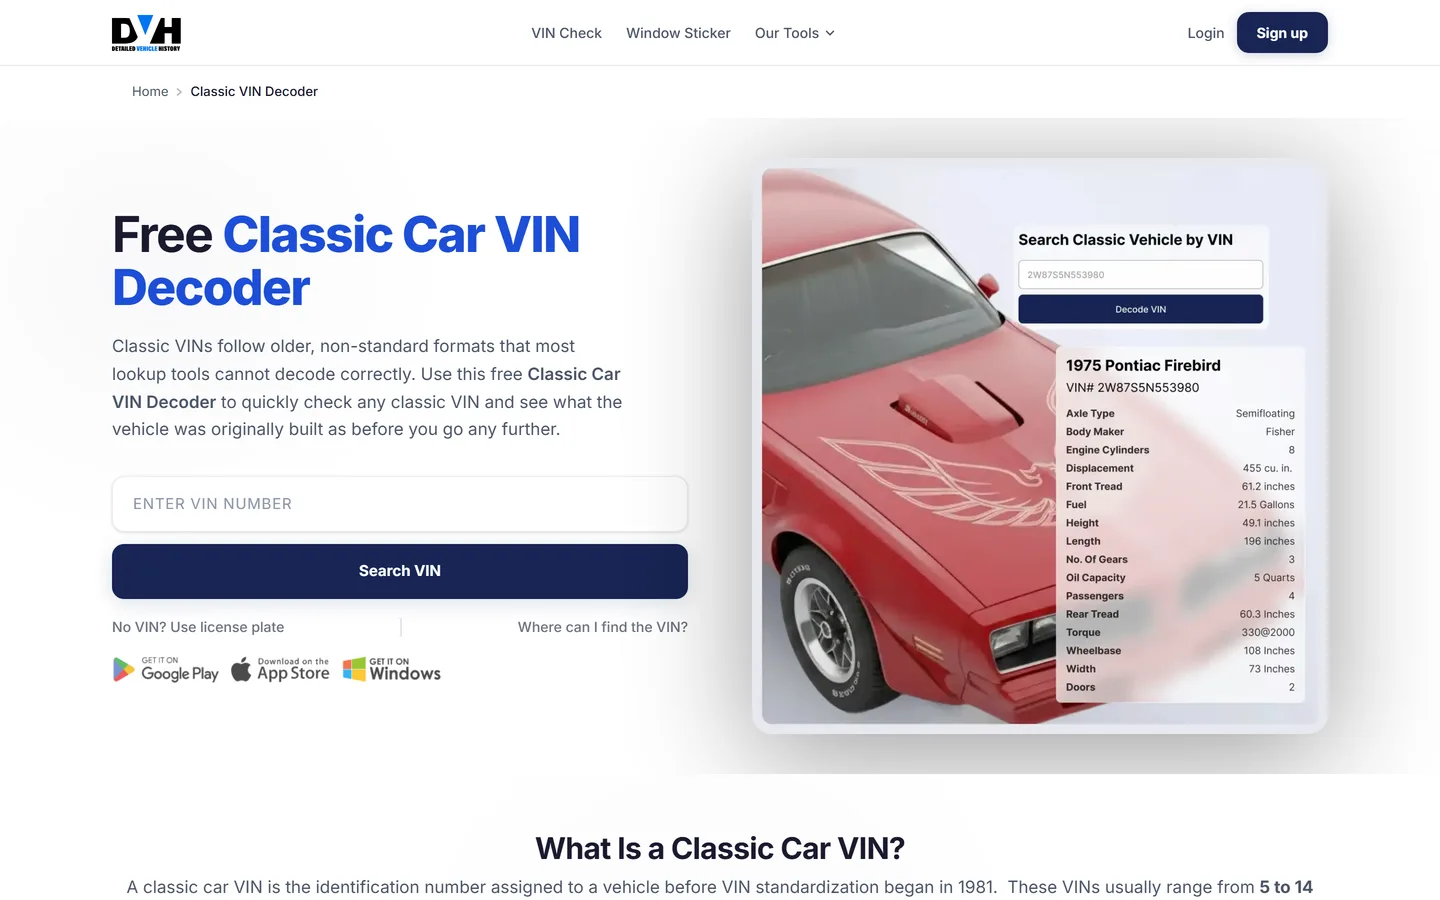 DVH
DETAILED VEHICLE HISTORY
VIN Check
Window Sticker
Our Tools
Login
Sign up
Home > Classic VIN Decoder
Free Classic Car VIN
Decoder
Classic VINs follow older, non-standard formats that most
lookup tools cannot decode correctly. Use this free Classic Car
VIN Decoder to quickly check any classic VIN and see what the
vehicle was originally built as before you go any further.
ENTER VIN NUMBER
Search VIN
No VIN? Use license plate
Where can I find the VIN?
GET IT ON
Google Play
Download on the
App Store
GET IT ON
Windows
Search Classic Vehicle by VIN
2W87S5N553980
Decode VIN
1975 Pontiac Firebird
VIN# 2W87S5N553980
Axle Type Semifloating
Body Maker Fisher
Engine Cylinders 8
Displacement 455 cu. in.
Front Tread 61.2 inches
Fuel 21.5 Gallons
Height 49.1 inches
Length 196 inches
No. Of Gears 3
Oil Capacity 5 Quarts
Passengers 4
Rear Tread 60.3 Inches
Torque 330@2000
Wheelbase 108 Inches
Width 73 Inches
Doors 2
What Is a Classic Car VIN?
A classic car VIN is the identification number assigned to a vehicle before VIN standardization began in 1981. These VINs usually range from 5 to 14